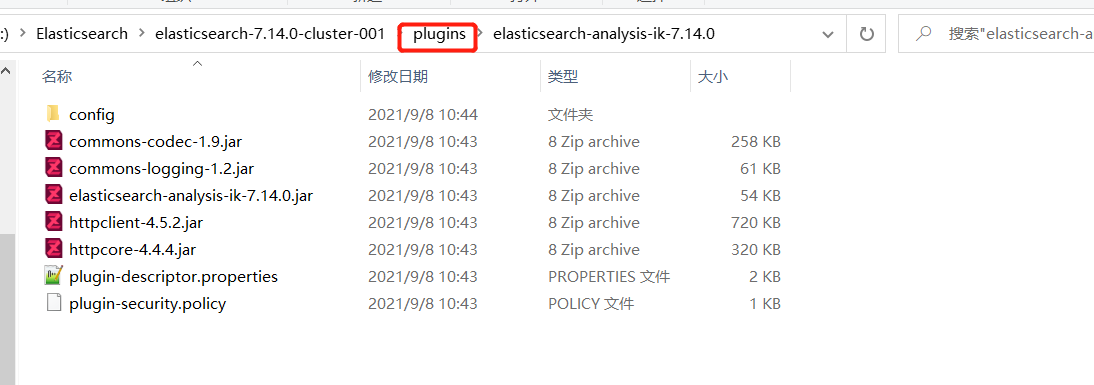 :) Elasticsearch elasticsearch-7.14.0-cluster-001 plugins elasticsearch-analysis-ik-7.14.0 搜索"elasticsearch-a
名称 修改日期 类型 大小
config 2021/9/8 10:44 文件夹
commons-codec-1.9.jar 2021/9/8 10:43 8 Zip archive 258 KB
commons-logging-1.2.jar 2021/9/8 10:43 8 Zip archive 61 KB
elasticsearch-analysis-ik-7.14.0.jar 2021/9/8 10:43 8 Zip archive 54 KB
httpclient-4.5.2.jar 2021/9/8 10:43 8 Zip archive 720 KB
httpcore-4.4.4.jar 2021/9/8 10:43 8 Zip archive 320 KB
plugin-descriptor.properties 2021/9/8 10:43 PROPERTIES 文件 2 KB
plugin-security.policy 2021/9/8 10:43 POLICY 文件 1 KB